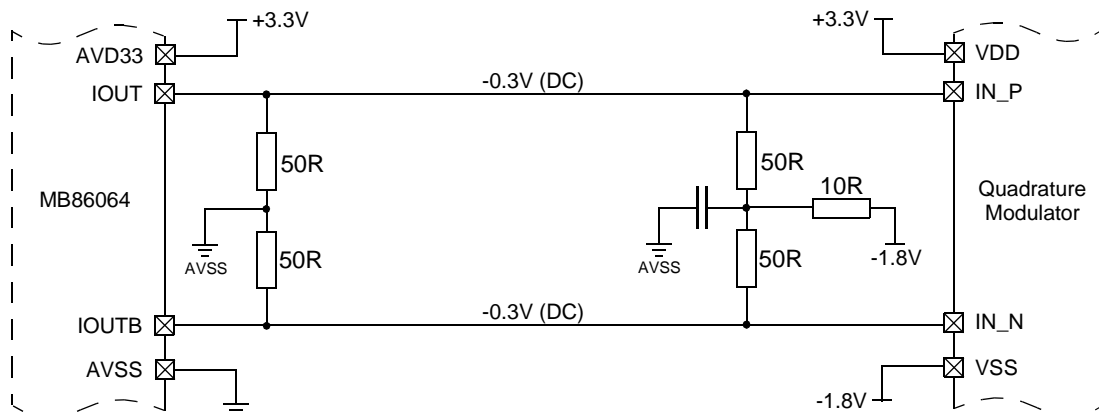 +3.3V
+3.3V
AVD33
VDD
-0.3V (DC)
IOUT
IN_P
50R
50R
10R
MB86064
Quadrature
Modulator
AVSS
AVSS
-1.8V
50R
50R
-0.3V (DC)
IOUTB
IN_N
AVSS
VSS
-1.8V